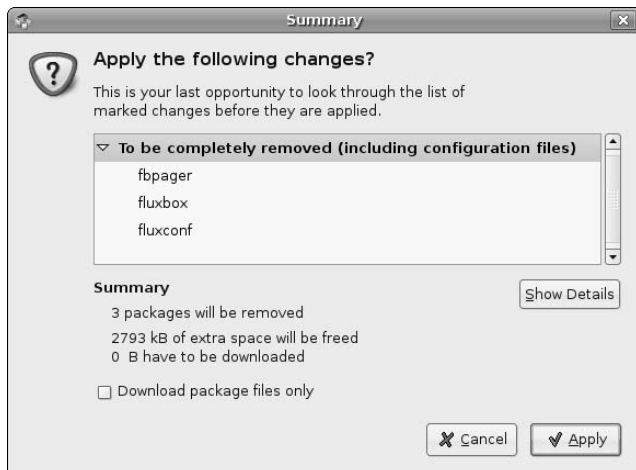 Summary
Apply the following changes?
This is your last opportunity to look through the list of
marked changes before they are applied.
To be completely removed (including configuration files)
fbpager
fluxbox
fluxconf
Summary
Show Details
3 packages will be removed
2793 kB of extra space will be freed
0 B have to be downloaded
Download package files only
Cancel
Apply